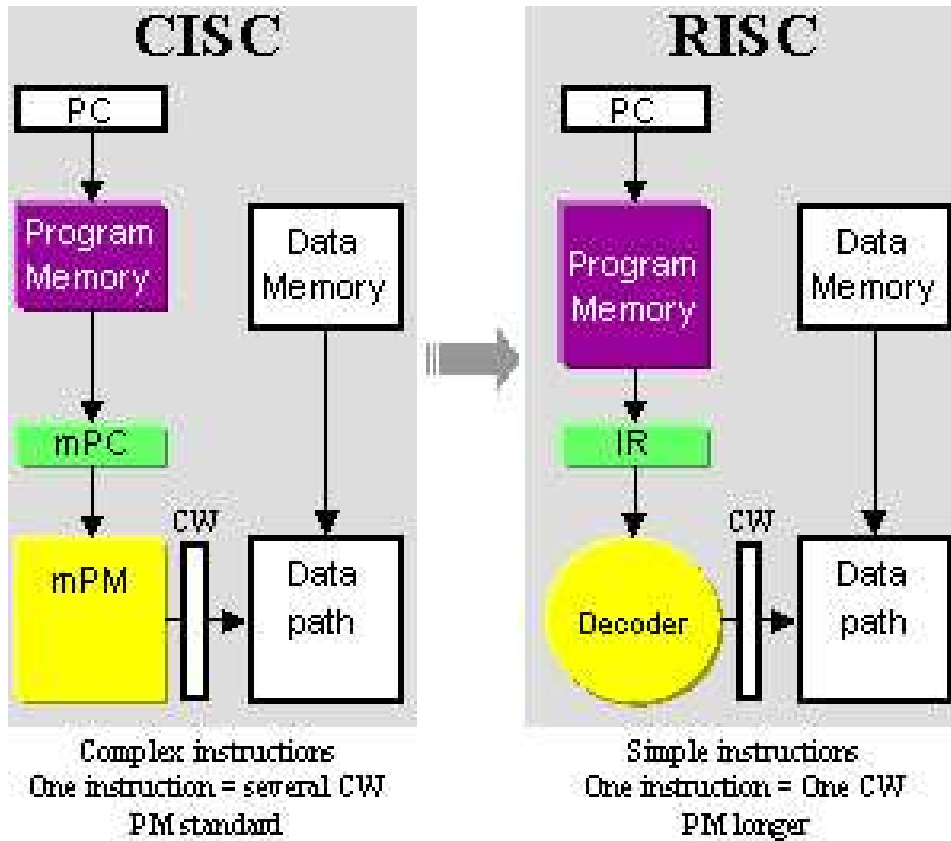 CISC
PC
Program
Memory
Data
Memory
mPC
mPM
CW
Data
path
Complex instructions
One instruction = several CW
PM standard
RISC
PC
Program
Memory
Data
Memory
IR
Decoder
CW
Data
path
Simple instructions
One instruction = One CW
PM longer